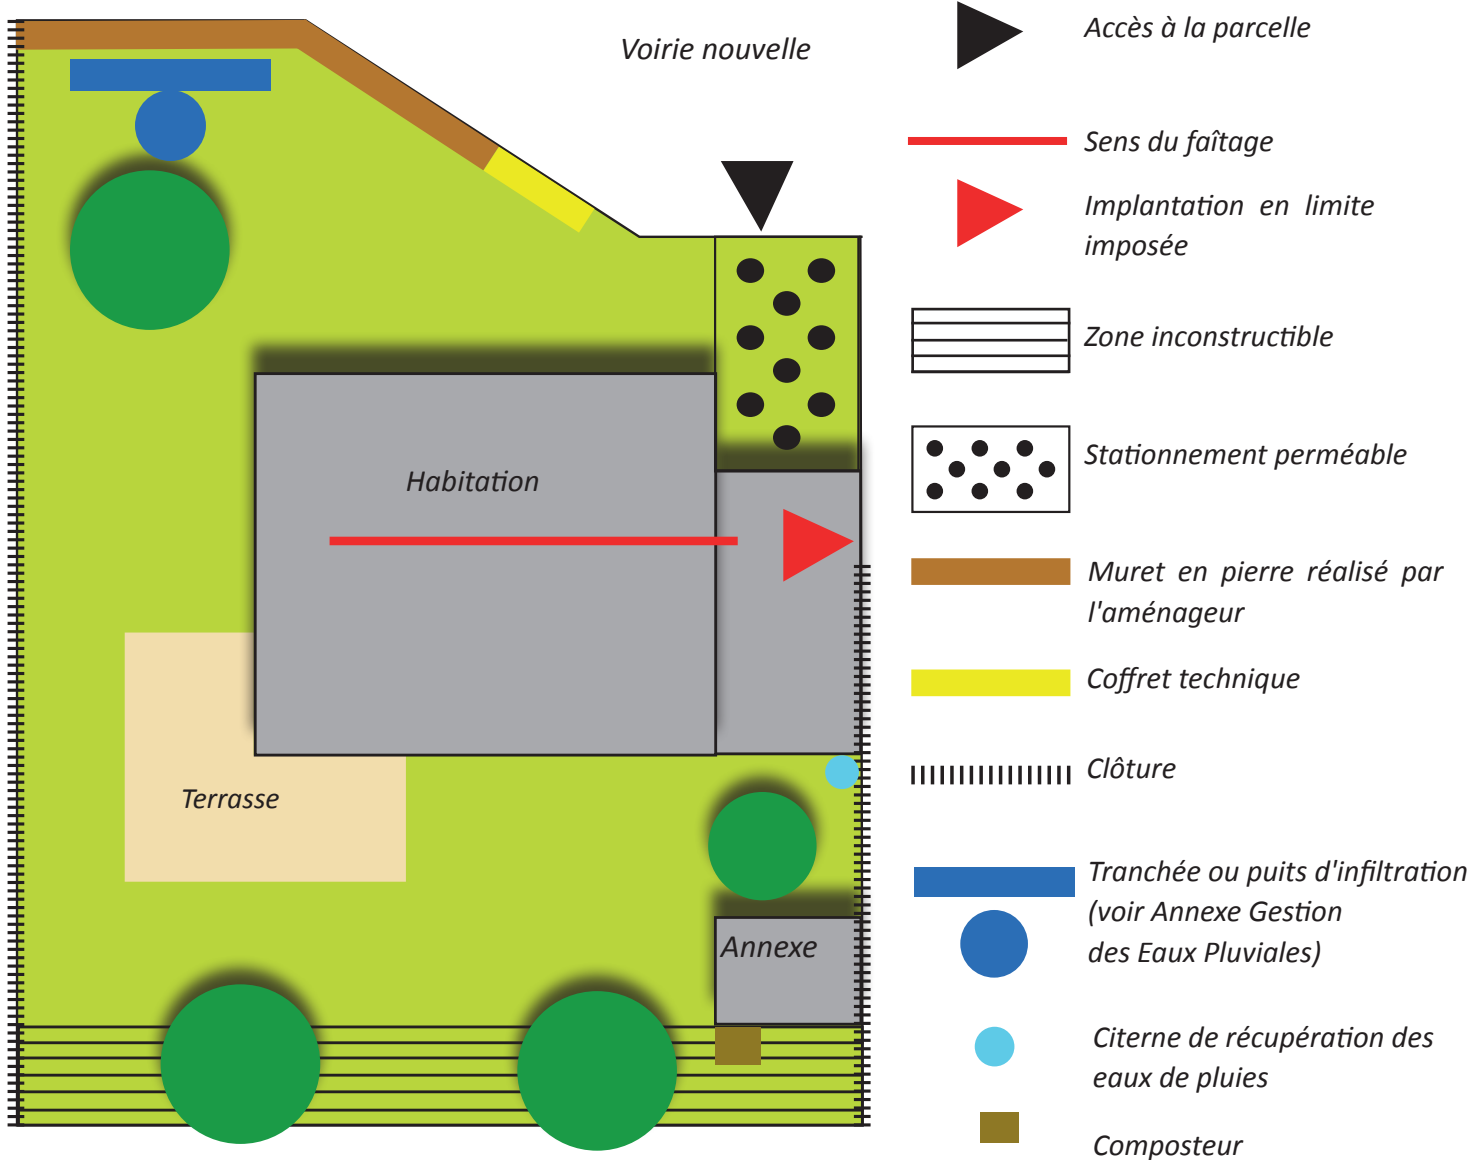 Voirie nouvelle
Habitation
Terrasse
Annexe
Accès à la parcelle
Sens du faîtage
Implantation en limite
imposée
Zone inconstructible
Stationnement perméable
Muret en pierre réalisé par
l'aménageur
Coffret technique
Clôture
Tranchée ou puits d'infiltration
(voir Annexe Gestion
des Eaux Pluviales)
Citerne de récupération des
eaux de pluies
Composteur